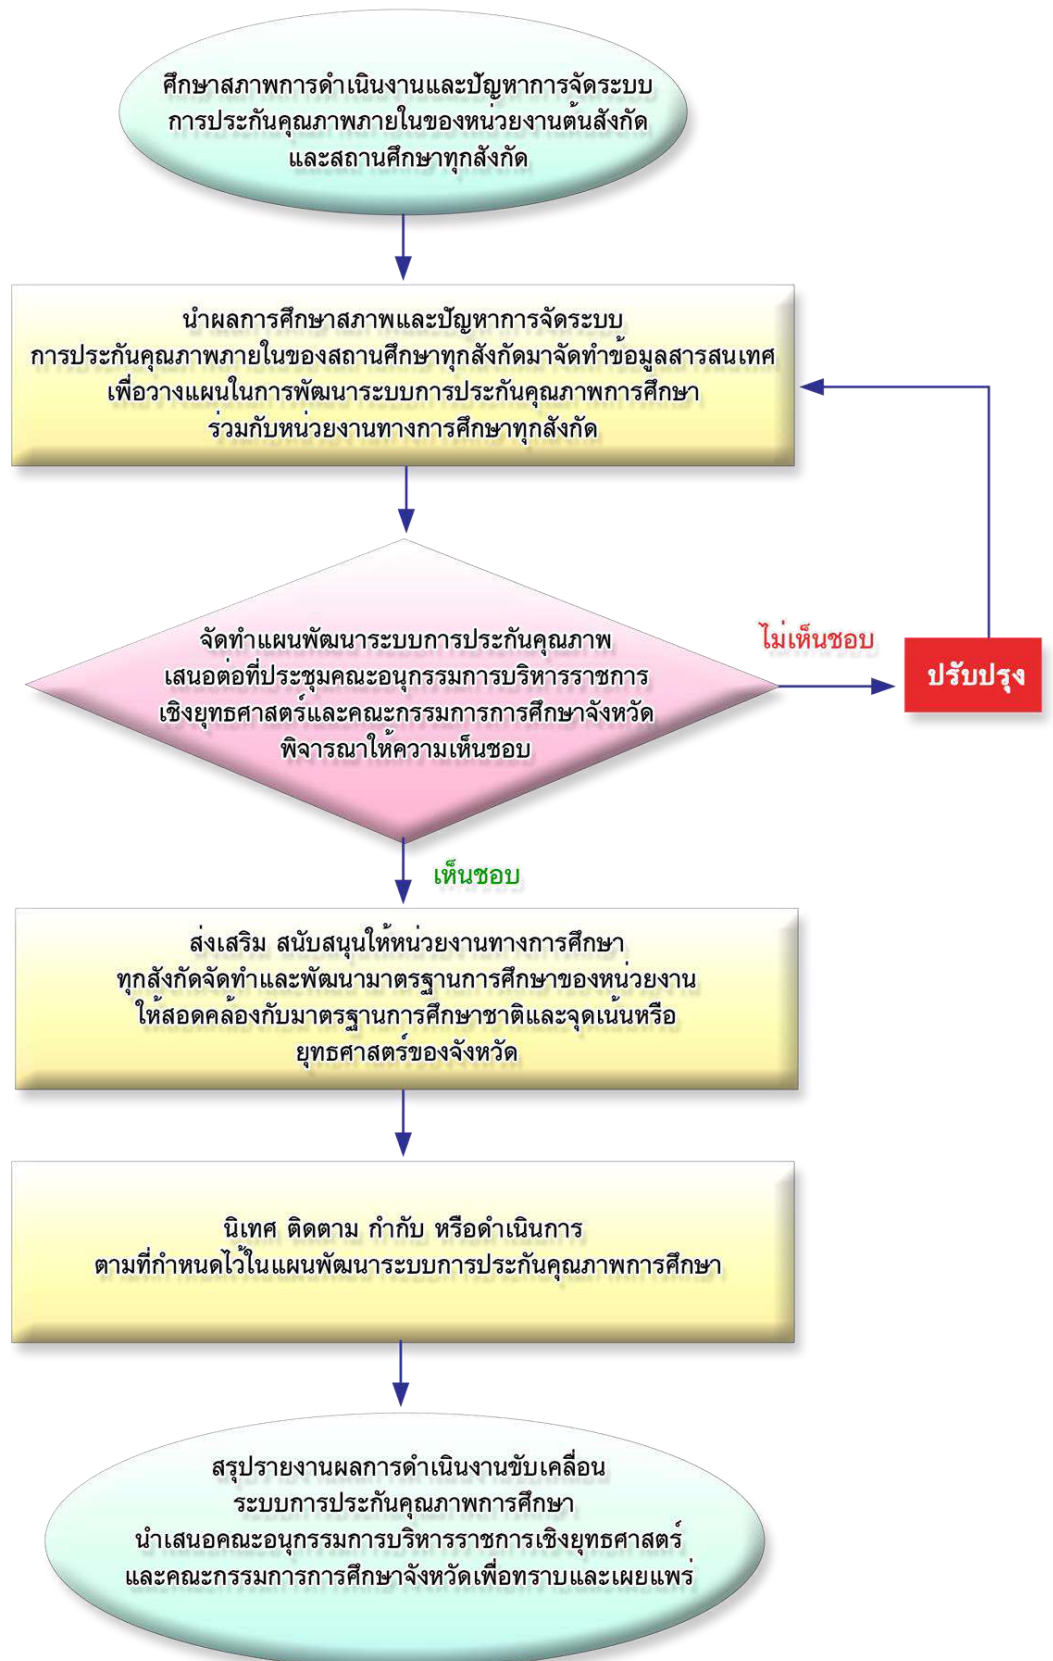 ศึกษาสภาพการดำเนินงานและปัญหาการจัดระบบ
การประกันคุณภาพภายในของหน่วยงานต้นสังกัด
และสถานศึกษาทุกสังกัด
นำผลการศึกษาสภาพและปัญหาการจัดระบบ
การประกันคุณภาพภายในของสถานศึกษาทุกสังกัดมาจัดทำข้อมูลสารสนเทศ
เพื่อวางแผนในการพัฒนาระบบการประกันคุณภาพการศึกษา
ร่วมกับหน่วยงานทางการศึกษาทุกสังกัด
จัดทำแผนพัฒนาระบบการประกันคุณภาพ
เสนอต่อที่ประชุมคณะอนุกรรมการบริหารราชการ
เชิงยุทธศาสตร์และคณะกรรมการการศึกษาจังหวัด
พิจารณาให้ความเห็นชอบ
ไม่เห็นชอบ
ปรับปรุง
เห็นชอบ
ส่งเสริม สนับสนุนให้หน่วยงานทางการศึกษา
ทุกสังกัดจัดทำและพัฒนามาตรฐานการศึกษาของหน่วยงาน
ให้สอดคล้องกับมาตรฐานการศึกษาชาติและจุดเน้นหรือ
ยุทธศาสตร์ของจังหวัด
นิเทศ ติดตาม กำกับ หรือดำเนินการ
ตามที่กำหนดไว้ในแผนพัฒนาระบบการประกันคุณภาพการศึกษา
สรุปรายงานผลการดำเนินงานขับเคลื่อน
ระบบการประกันคุณภาพการศึกษา
นำเสนอคณะอนุกรรมการบริหารราชการเชิงยุทธศาสตร์
และคณะกรรมการการศึกษาจังหวัดเพื่อทราบและเผยแพร่